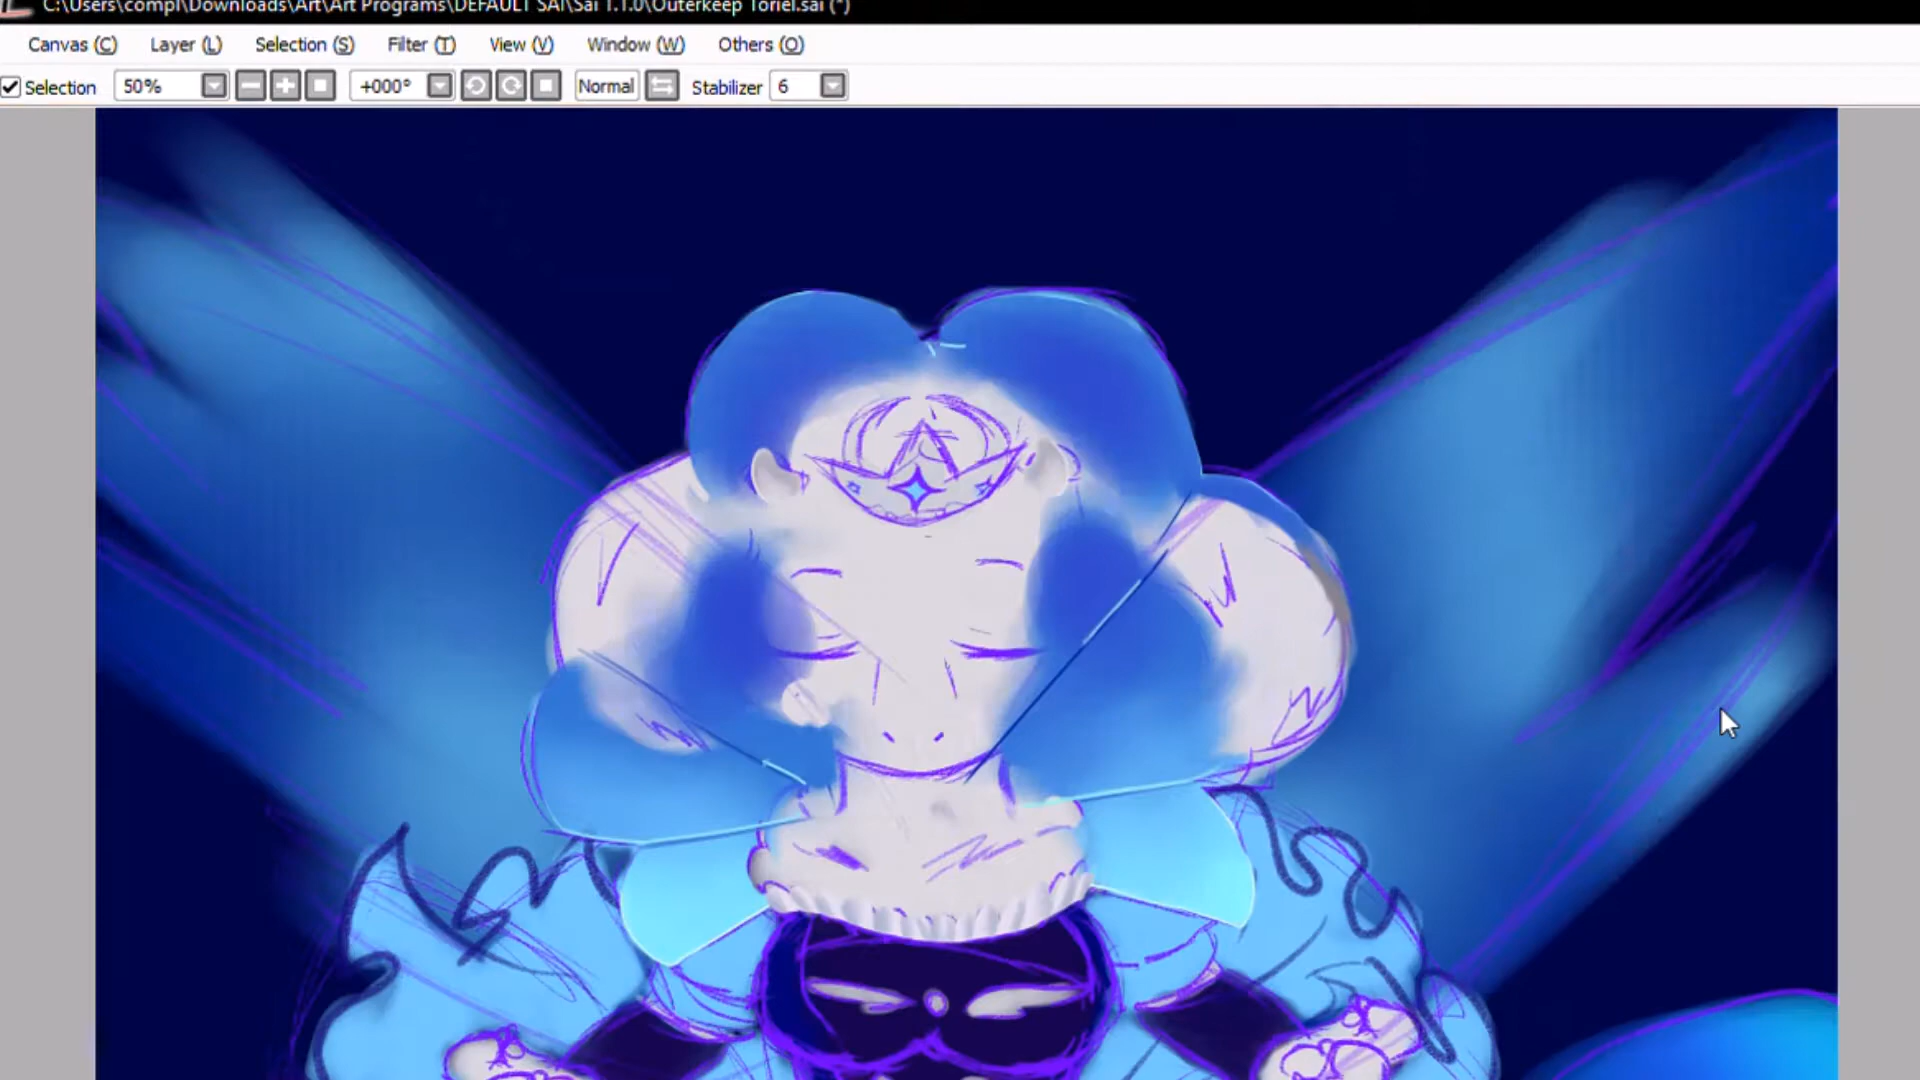 C:\Users\compl\Downloads\Art\Art Programs\DEFAULT SAI\Sai 1.1.0\Outerkeep Toriel.sai (*)
Canvas (C) Layer (L) Selection (S) Filter (T) View (V) Window (W) Others (O)
Selection 50% +000° Normal Stabilizer 6